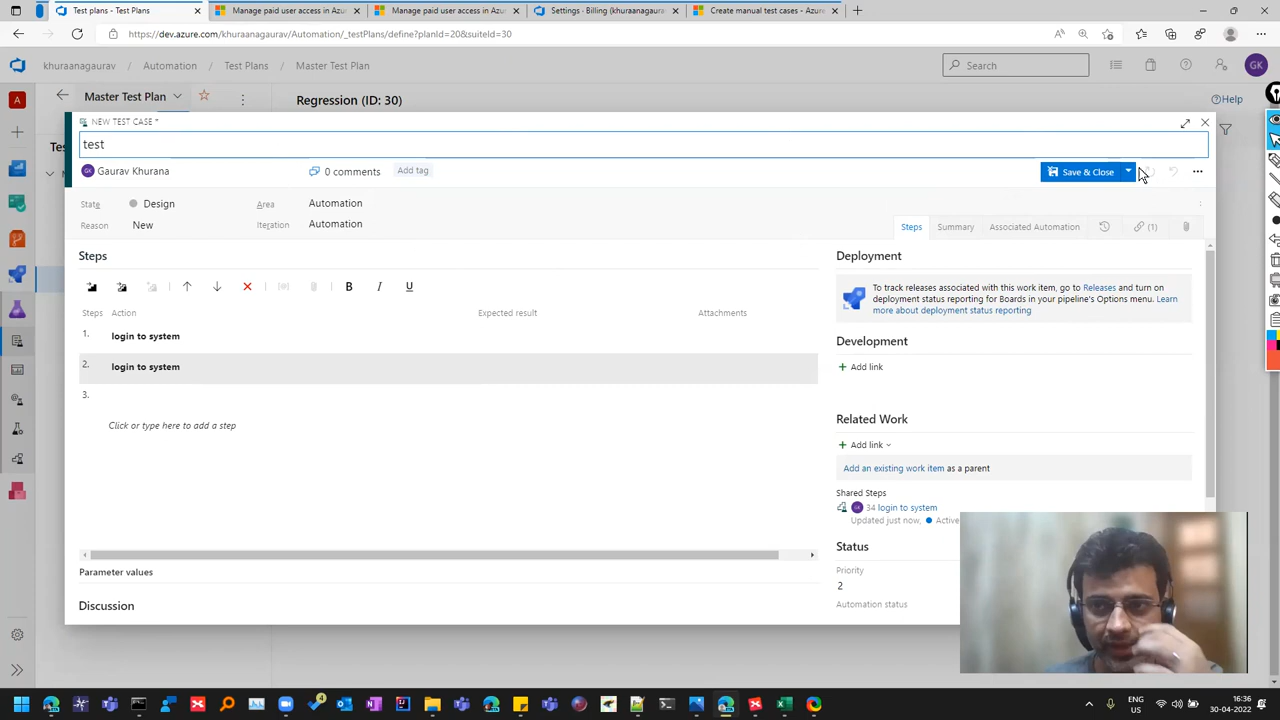 Test plans - Test Plans
Manage paid user access in Azu
Manage paid user access in Azu
Settings - Billing (khuraanagaurav
Create manual test cases - Azure
https://dev.azure.com/khuraanagaurav/Automation/_testPlans/define?planId=20&suiteId=30
khuraanagaurav / Automation / Test Plans / Master Test Plan
Search
GK
A
Master Test Plan
Regression (ID: 30)
Help
NEW TEST CASE *
test
GK Gaurav Khurana
0 comments
Add tag
Save & Close
State Design
Area Automation
Reason New
Iteration Automation
Steps Summary Associated Automation (1)
Steps
B I U
Steps Action Expected result Attachments
1. login to system
2. login to system
3.
Click or type here to add a step
Parameter values
Discussion
Deployment
To track releases associated with this work item, go to Releases and turn on
deployment status reporting for Boards in your pipeline's Options menu. Learn
more about deployment status reporting
Development
+ Add link
Related Work
+ Add link
Add an existing work item as a parent
Shared Steps
GK 34 login to system
Updated just now, Active
Status
Priority
2
Automation status
ENG
US
16:36
30-04-2022